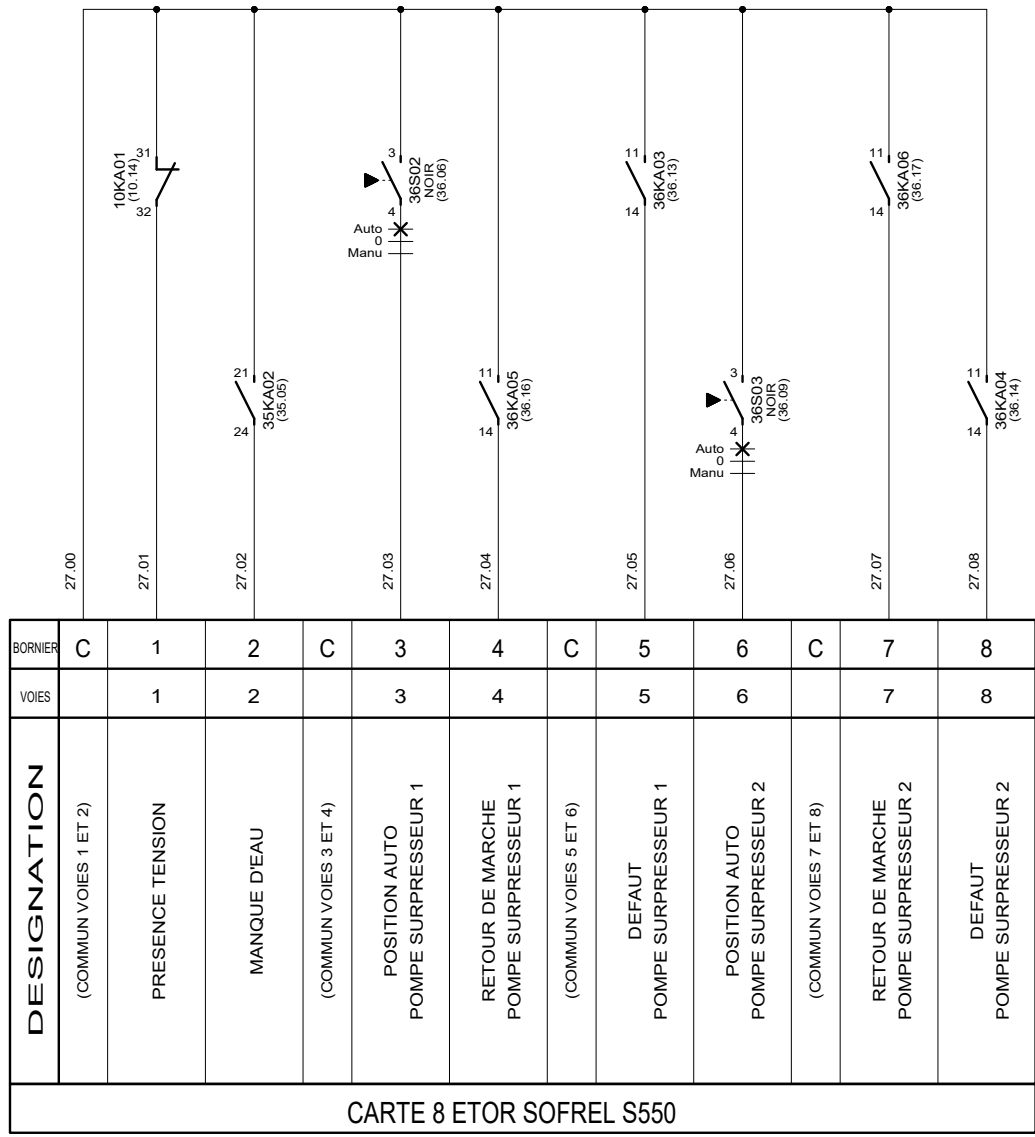 31
10KA01
(10.14)
32
3
36S02
NOIR
(36.06)
4
Auto
0
Manu
11
36KA03
(36.13)
14
11
36KA06
(36.17)
14
21
35KA02
(35.05)
24
11
36KA05
(36.16)
14
3
36S03
NOIR
(36.09)
4
Auto
0
Manu
11
36KA04
(36.14)
14
27.00
27.01
27.02
27.03
27.04
27.05
27.06
27.07
27.08
BORNIER C 1 2 C 3 4 C 5 6 C 7 8
VOIES 1 2 3 4 5 6 7 8
DESIGNATION
(COMMUN VOIES 1 ET 2)
PRESENCE TENSION
MANQUE D'EAU
(COMMUN VOIES 3 ET 4)
POSITION AUTO
POMPE SURPRESSEUR 1
RETOUR DE MARCHE
POMPE SURPRESSEUR 1
(COMMUN VOIES 5 ET 6)
DEFAUT
POMPE SURPRESSEUR 1
POSITION AUTO
POMPE SURPRESSEUR 2
(COMMUN VOIES 7 ET 8)
RETOUR DE MARCHE
POMPE SURPRESSEUR 2
DEFAUT
POMPE SURPRESSEUR 2
CARTE 8 ETOR SOFREL S550